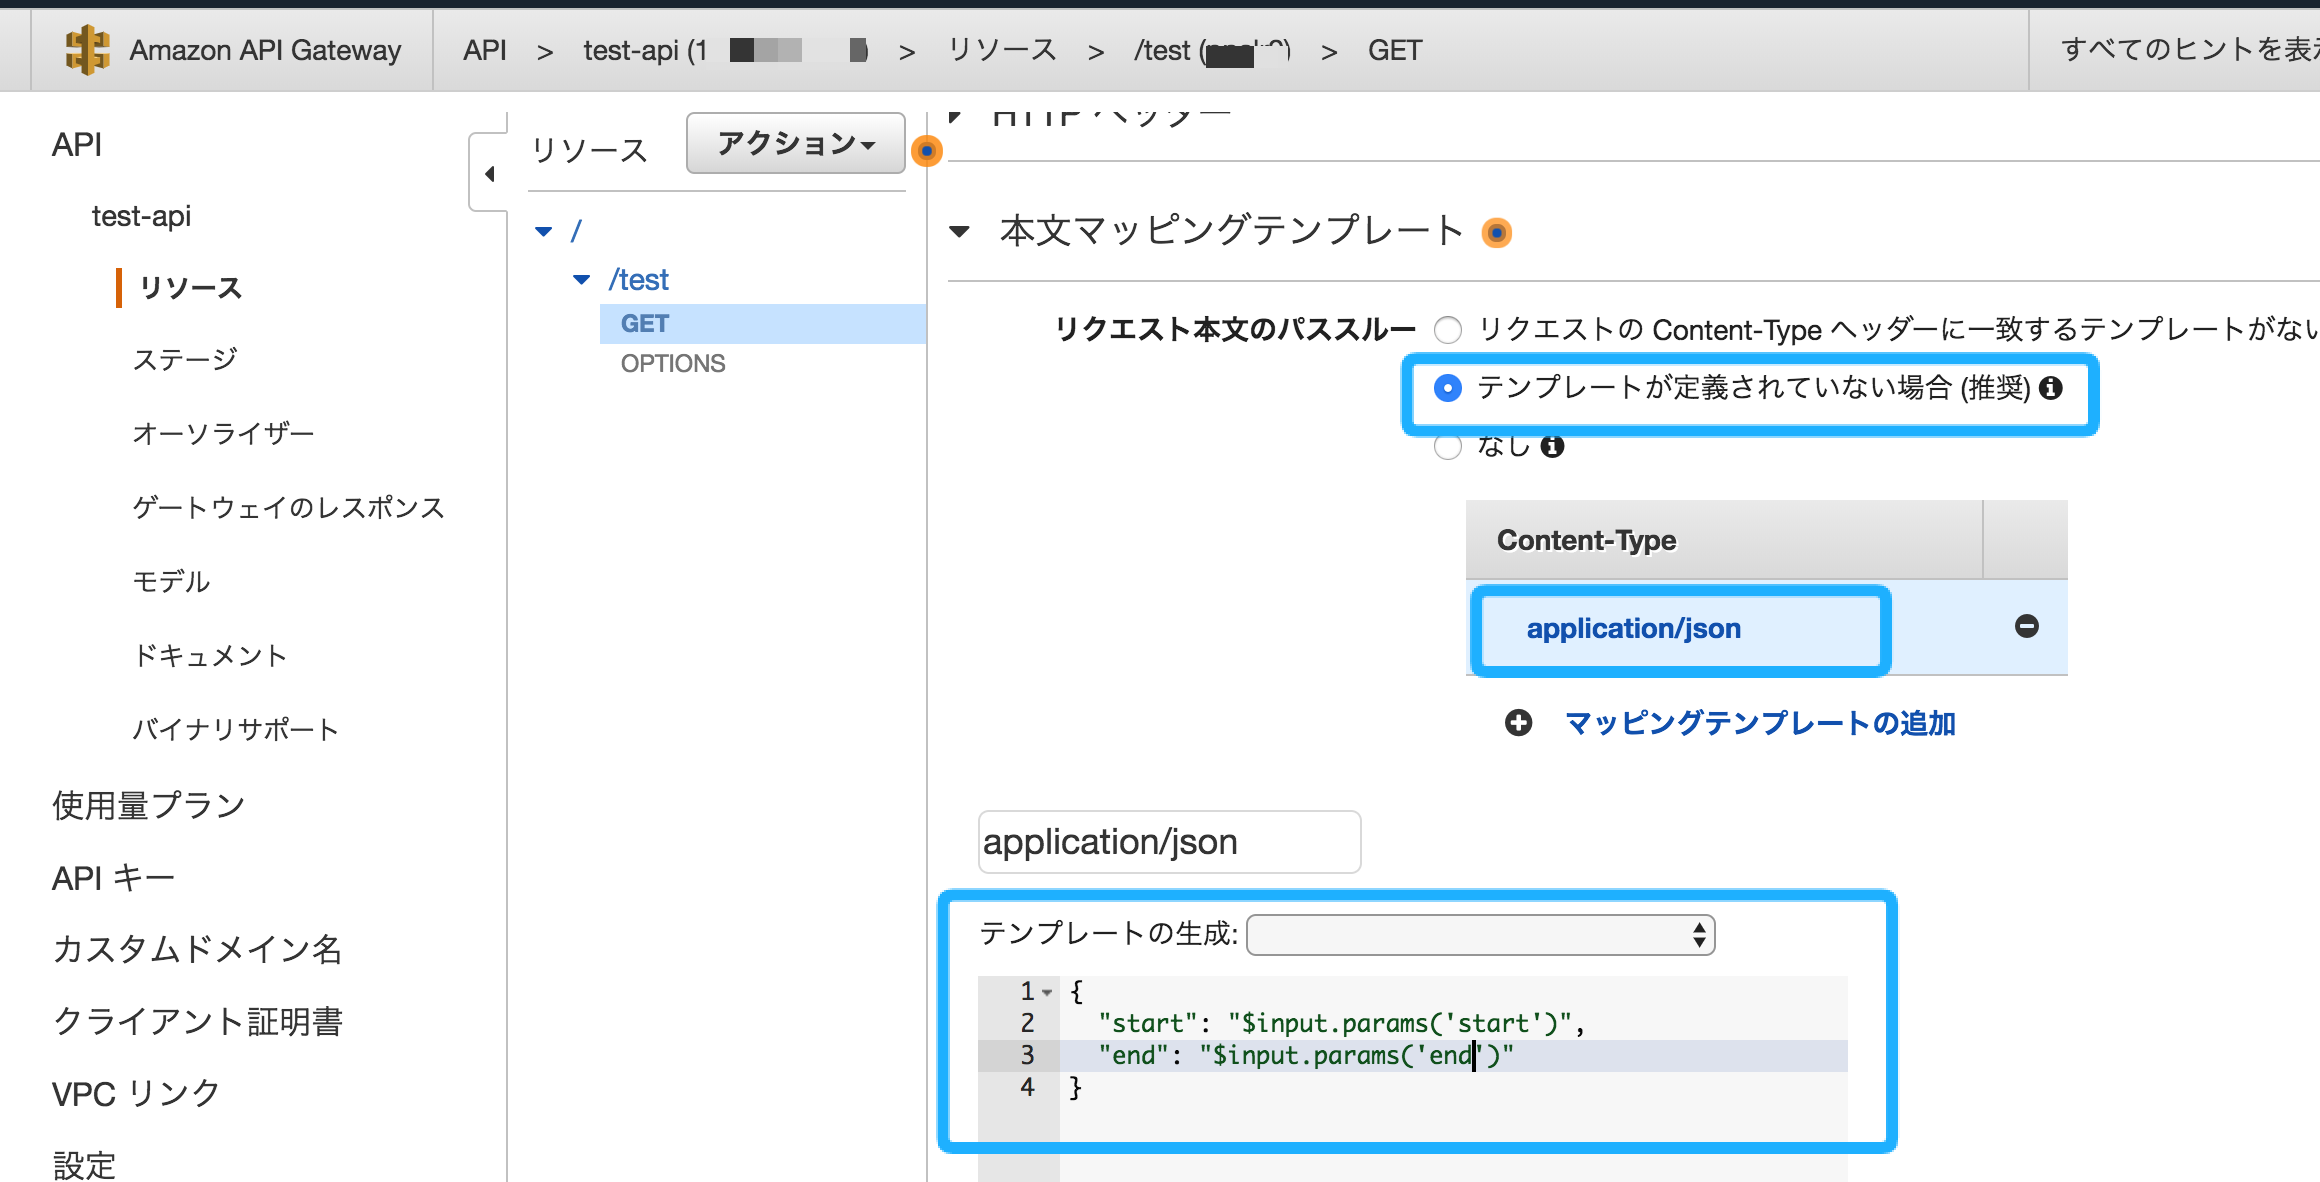 Amazon API Gateway API > test-api (1 ) > リソース > /test ( ) > GET すべてのヒントを表示
API
test-api
リソース
ステージ
オーソライザー
ゲートウェイのレスポンス
モデル
ドキュメント
バイナリサポート
使用量プラン
API キー
カスタムドメイン名
クライアント証明書
VPC リンク
設定
リソース アクション
/
/test
GET
OPTIONS
HTTP ヘッダー
本文マッピングテンプレート
リクエスト本文のパススルー リクエストの Content-Type ヘッダーに一致するテンプレートがない
テンプレートが定義されていない場合 (推奨)
なし
Content-Type
application/json
マッピングテンプレートの追加
application/json
テンプレートの生成:
1 {
2 "start": "$input.params('start')",
3 "end": "$input.params('end')"
4 }